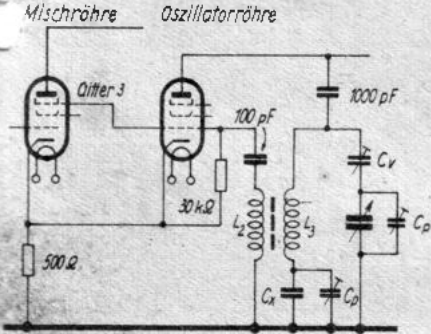 Mischröhre
Oszillatorröhre
Gitter 3
100 pF
1000 pF
Cv
30 kΩ
L2
L3
Cp
500 Ω
Cx
Cp